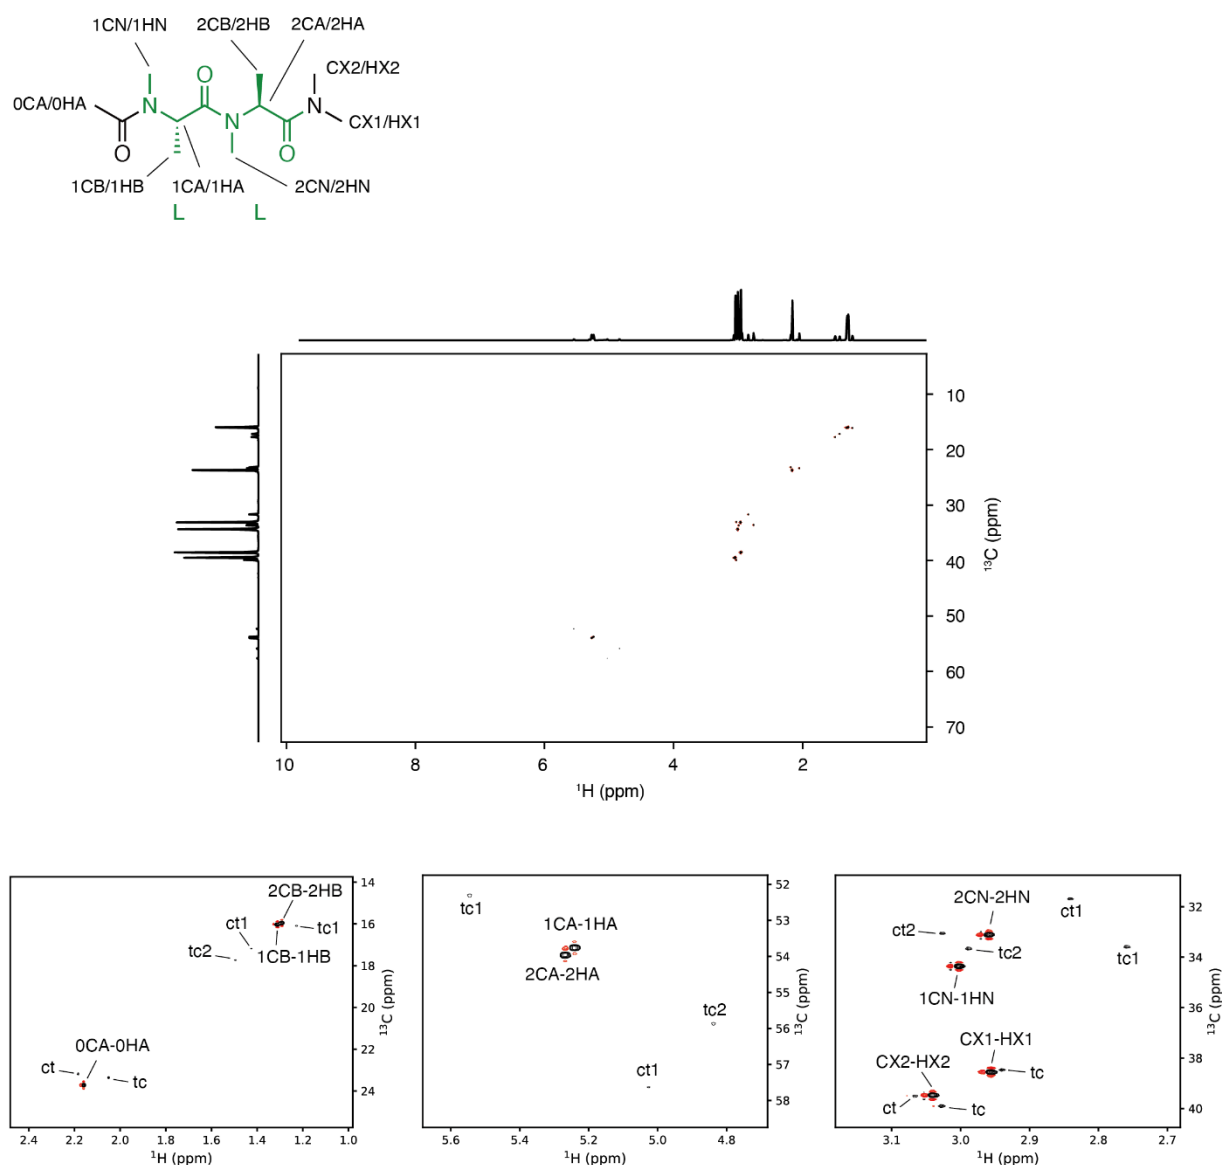 1CN/1HN
2CB/2HB
2CA/2HA
CX2/HX2
0CA/0HA
O
N
N
N
CX1/HX1
O
O
1CB/1HB
1CA/1HA
2CN/2HN
L
L
10
20
30
40
50
60
70
13C (ppm)
10
8
6
4
2
1H (ppm)
2CB-2HB
ct1
tc1
tc2
1CB-1HB
0CA-0HA
ct
tc
14
16
18
20
22
24
13C (ppm)
2.4
2.2
2.0
1.8
1.6
1.4
1.2
1.0
1H (ppm)
tc1
1CA-1HA
2CA-2HA
tc2
ct1
52
53
54
55
56
57
58
13C (ppm)
5.6
5.4
5.2
5.0
4.8
1H (ppm)
2CN-2HN
ct1
ct2
tc2
tc1
1CN-1HN
CX1-HX1
CX2-HX2
tc
ct
tc
32
34
36
38
40
13C (ppm)
3.1
3.0
2.9
2.8
2.7
1H (ppm)